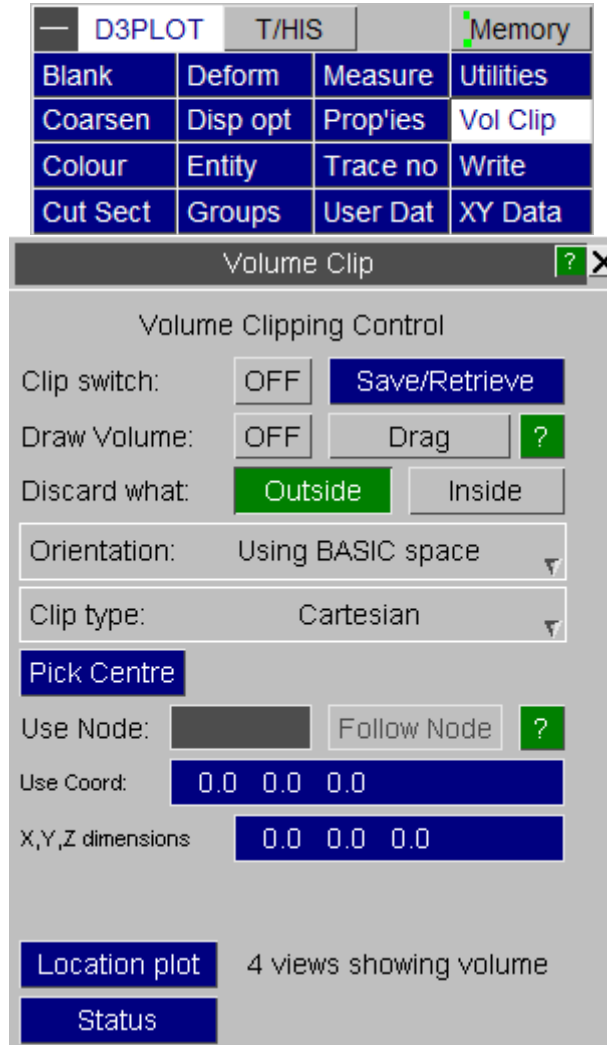 D3PLOT T/HIS Memory
Blank Deform Measure Utilities
Coarsen Disp opt Prop'ies Vol Clip
Colour Entity Trace no Write
Cut Sect Groups User Dat XY Data
Volume Clip ? X
Volume Clipping Control
Clip switch: OFF Save/Retrieve
Draw Volume: OFF Drag ?
Discard what: Outside Inside
Orientation: Using BASIC space
Clip type: Cartesian
Pick Centre
Use Node: Follow Node ?
Use Coord: 0.0 0.0 0.0
X,Y,Z dimensions 0.0 0.0 0.0
Location plot 4 views showing volume
Status